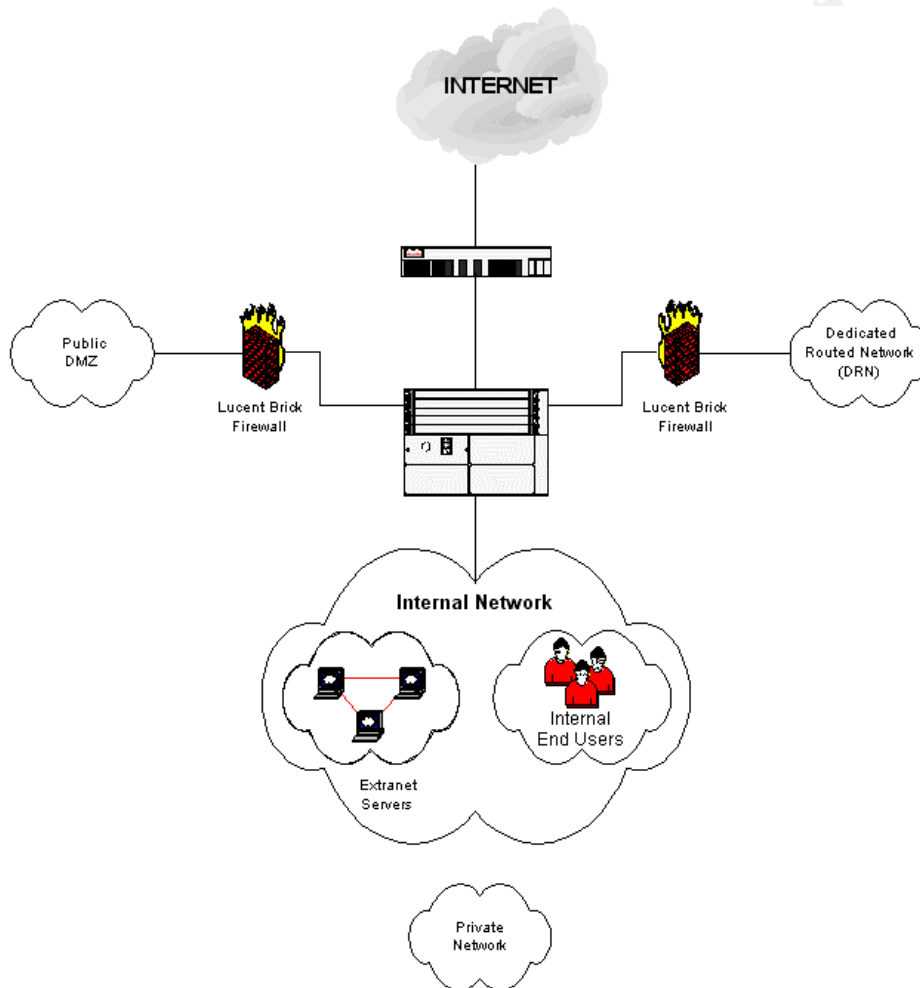 INTERNET
Public
DMZ
Lucent Brick
Firewall
Lucent Brick
Firewall
Dedicated
Routed Network
(DRN)
Internal Network
Extranet
Servers
Internal
End Users
Private
Network